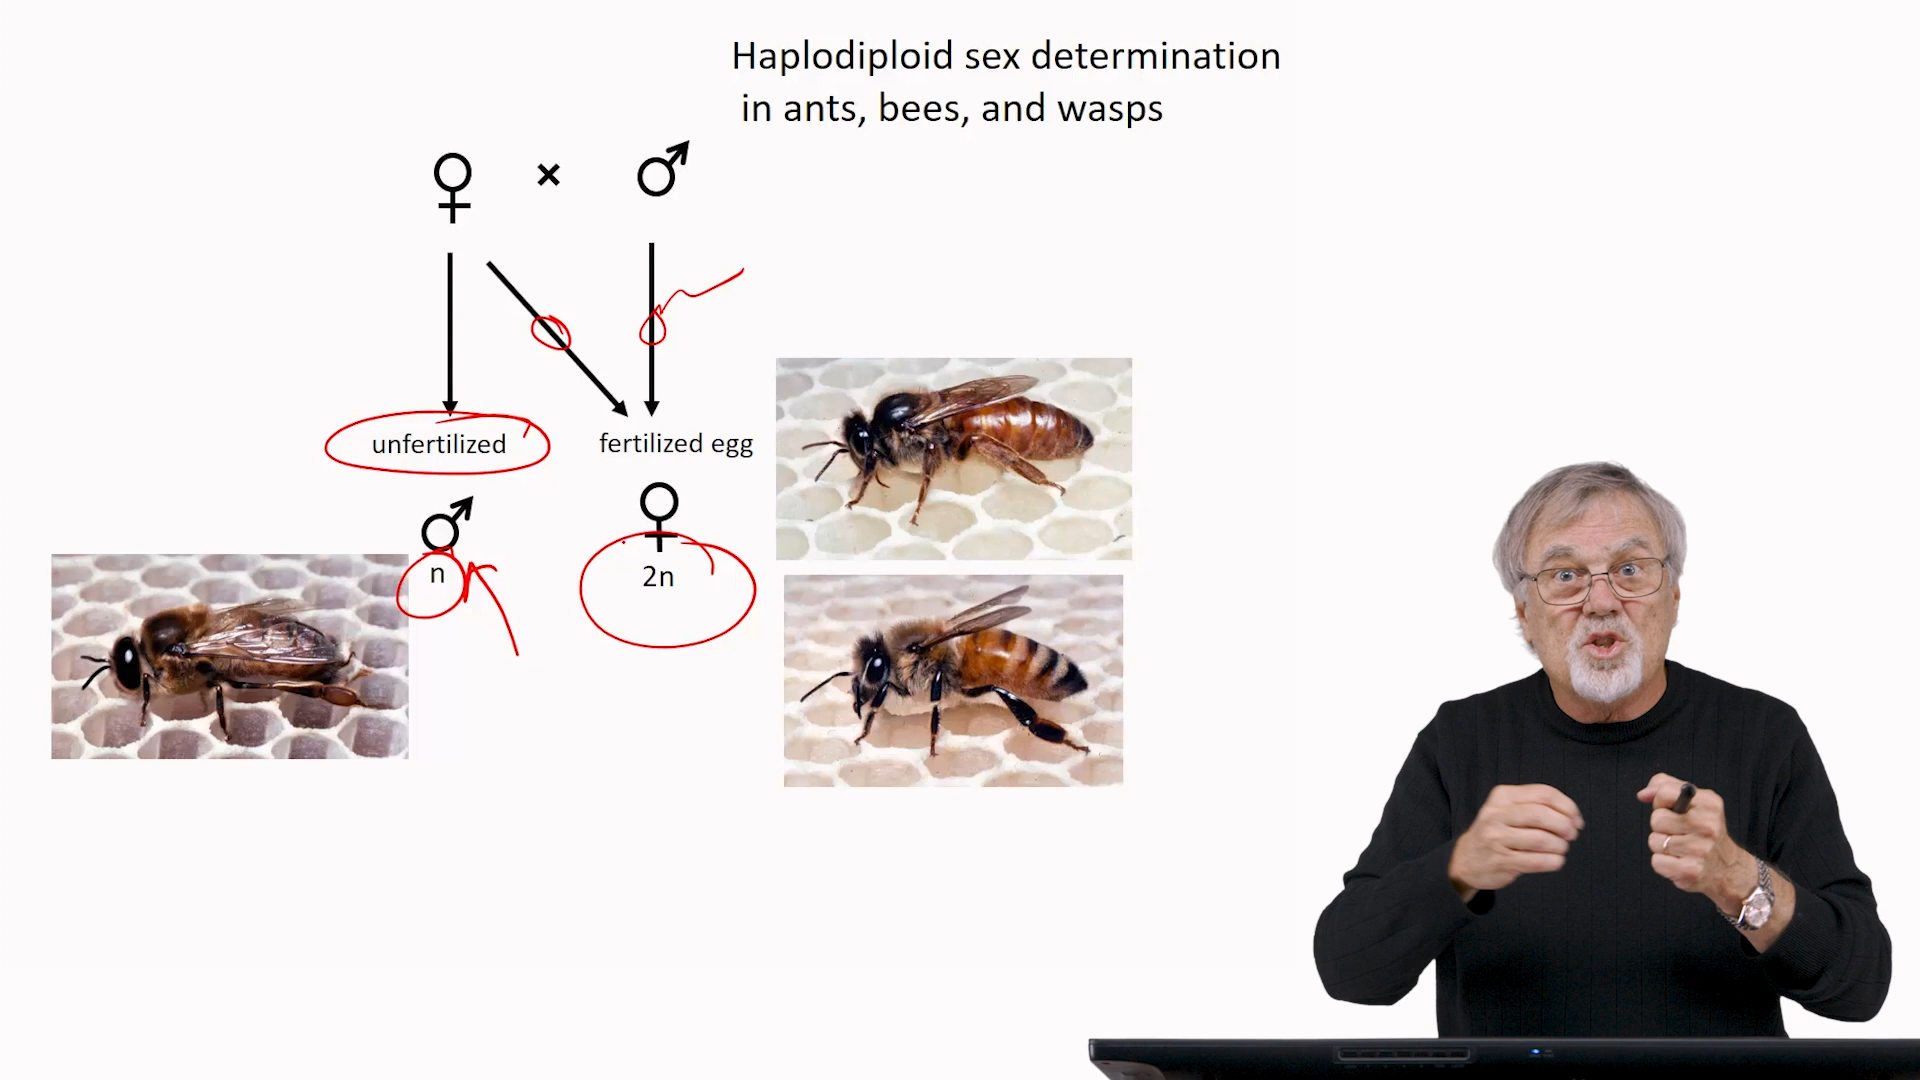 Haplodiploid sex determination
in ants, bees, and wasps
♀ × ♂
unfertilized fertilized egg
♂ ♀
n 2n